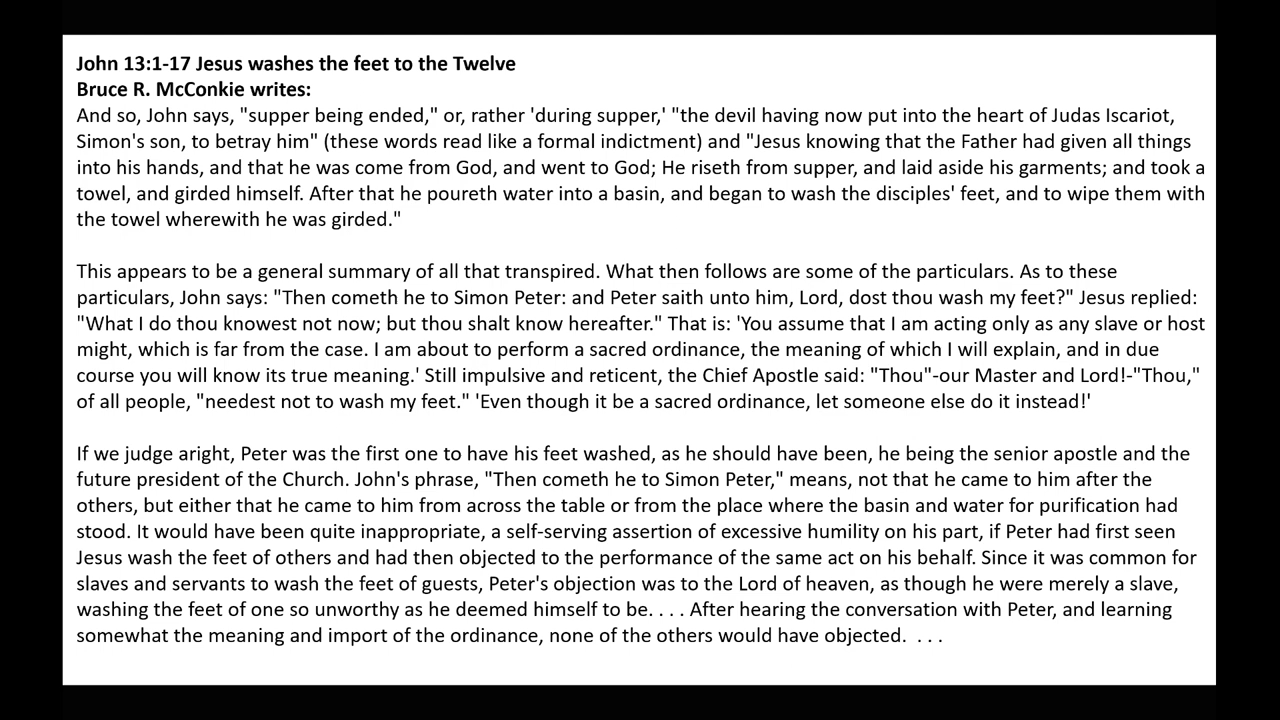 John 13:1-17 Jesus washes the feet to the Twelve
Bruce R. McConkie writes:
And so, John says, "supper being ended," or, rather 'during supper,' "the devil having now put into the heart of Judas Iscariot,
Simon's son, to betray him" (these words read like a formal indictment) and "Jesus knowing that the Father had given all things
into his hands, and that he was come from God, and went to God; He riseth from supper, and laid aside his garments; and took a
towel, and girded himself. After that he poureth water into a basin, and began to wash the disciples' feet, and to wipe them with
the towel wherewith he was girded."
This appears to be a general summary of all that transpired. What then follows are some of the particulars. As to these
particulars, John says: "Then cometh he to Simon Peter: and Peter saith unto him, Lord, dost thou wash my feet?" Jesus replied:
"What I do thou knowest not now; but thou shalt know hereafter." That is: 'You assume that I am acting only as any slave or host
might, which is far from the case. I am about to perform a sacred ordinance, the meaning of which I will explain, and in due
course you will know its true meaning.' Still impulsive and reticent, the Chief Apostle said: "Thou"-our Master and Lord!-"Thou,"
of all people, "needest not to wash my feet." 'Even though it be a sacred ordinance, let someone else do it instead!'
If we judge aright, Peter was the first one to have his feet washed, as he should have been, he being the senior apostle and the
future president of the Church. John's phrase, "Then cometh he to Simon Peter," means, not that he came to him after the
others, but either that he came to him from across the table or from the place where the basin and water for purification had
stood. It would have been quite inappropriate, a self-serving assertion of excessive humility on his part, if Peter had first seen
Jesus wash the feet of others and had then objected to the performance of the same act on his behalf. Since it was common for
slaves and servants to wash the feet of guests, Peter's objection was to the Lord of heaven, as though he were merely a slave,
washing the feet of one so unworthy as he deemed himself to be. . . . After hearing the conversation with Peter, and learning
somewhat the meaning and import of the ordinance, none of the others would have objected.  . . .